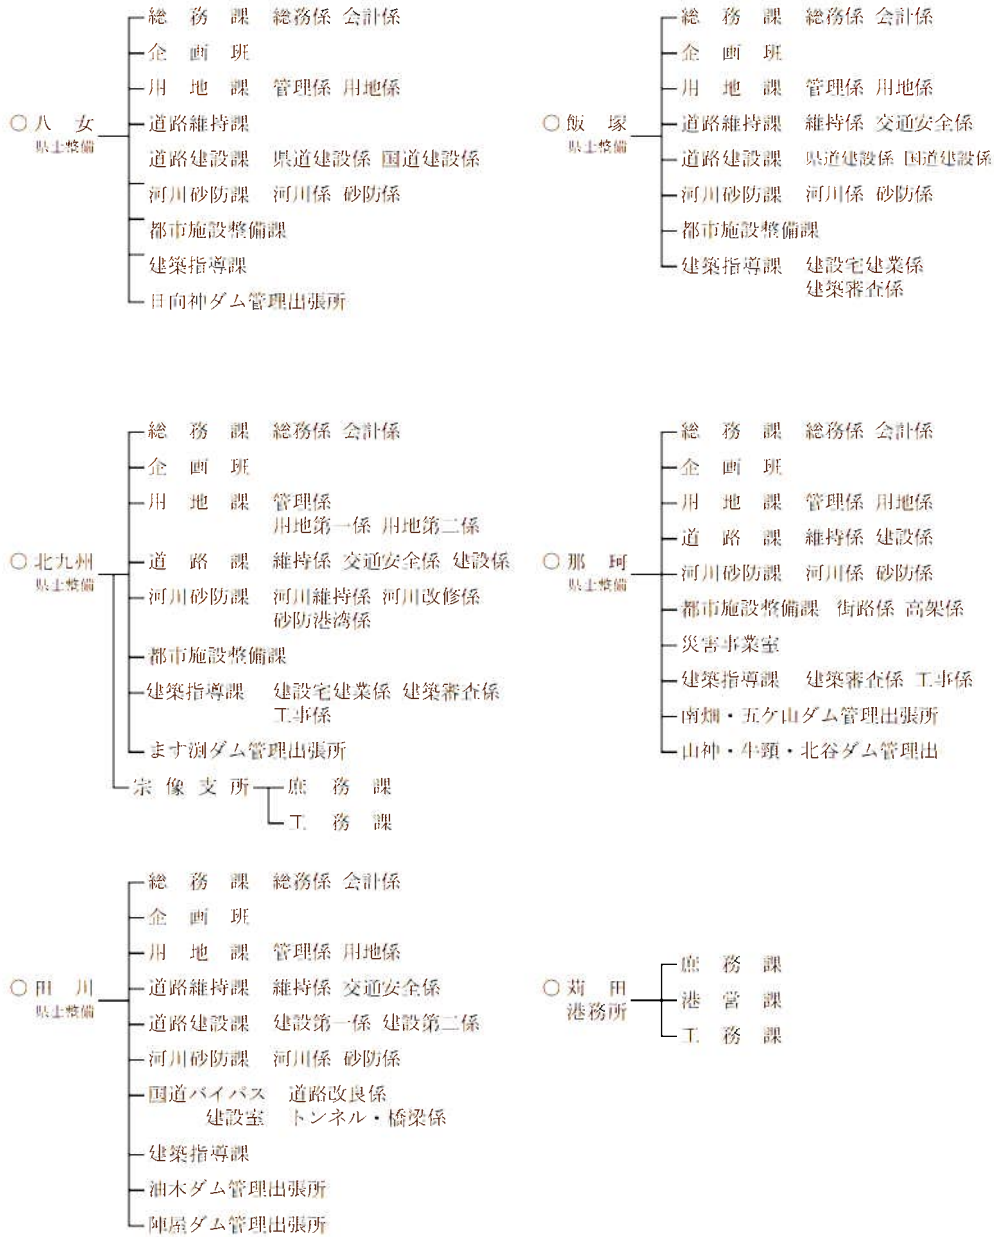 ○ 八 女
県土整備
総 務 課 総務係 会計係
企 画 班
用 地 課 管理係 用地係
道路維持課
道路建設課 県道建設係 国道建設係
河川砂防課 河川係 砂防係
都市施設整備課
建築指導課
日向神ダム管理出張所
○ 飯 塚
県土整備
総 務 課 総務係 会計係
企 画 班
用 地 課 管理係 用地係
道路維持課 維持係 交通安全係
道路建設課 県道建設係 国道建設係
河川砂防課 河川係 砂防係
都市施設整備課
建築指導課 建設宅建業係
建築審査係
○ 北九州
県土整備
総 務 課 総務係 会計係
企 画 班
用 地 課 管理係
用地第一係 用地第二係
道 路 課 維持係 交通安全係 建設係
河川砂防課 河川維持係 河川改修係
砂防港湾係
都市施設整備課
建築指導課 建設宅建業係 建築審査係
工事係
ます渕ダム管理出張所
宗 像 支 所
庶 務 課
工 務 課
○ 那 珂
県土整備
総 務 課 総務係 会計係
企 画 班
用 地 課 管理係 用地係
道 路 課 維持係 建設係
河川砂防課 河川係 砂防係
都市施設整備課 街路係 高架係
災害事業室
建築指導課 建築審査係 工事係
南畑・五ケ山ダム管理出張所
山神・牛頸・北谷ダム管理出
○ 田 川
県土整備
総 務 課 総務係 会計係
企 画 班
用 地 課 管理係 用地係
道路維持課 維持係 交通安全係
道路建設課 建設第一係 建設第二係
河川砂防課 河川係 砂防係
国道バイパス 道路改良係
建設室 トンネル・橋梁係
建築指導課
油木ダム管理出張所
陣屋ダム管理出張所
○ 苅 田
港務所
庶 務 課
港 営 課
工 務 課